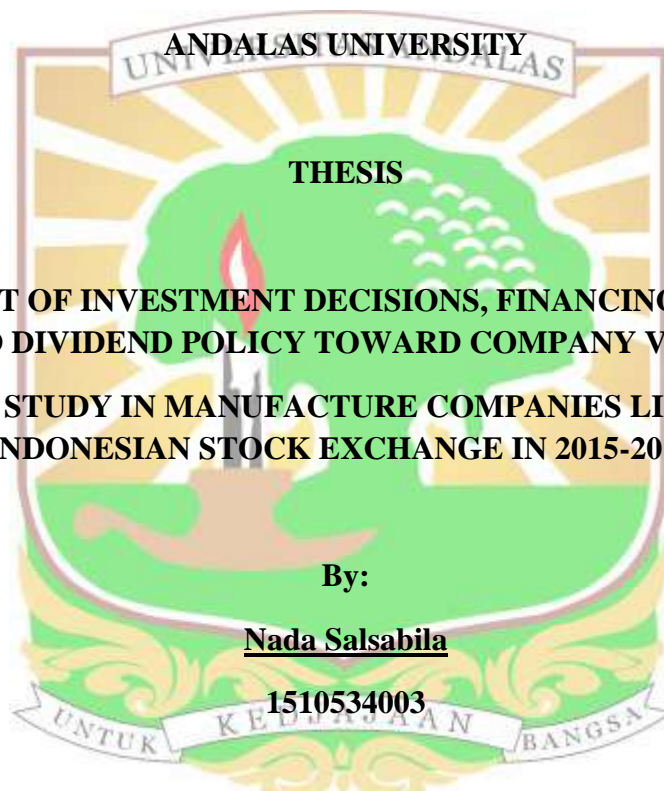 ANDALAS UNIVERSITY
UNIVERSITAS ANDALAS
THESIS
T OF INVESTMENT DECISIONS, FINANCING
DIVIDEND POLICY TOWARD COMPANY V
STUDY IN MANUFACTURE COMPANIES LI
NDONESIAN STOCK EXCHANGE IN 2015-20
By:
Nada Salsabila
1510534003
UNTUK KEDJAJAAN BANGSA